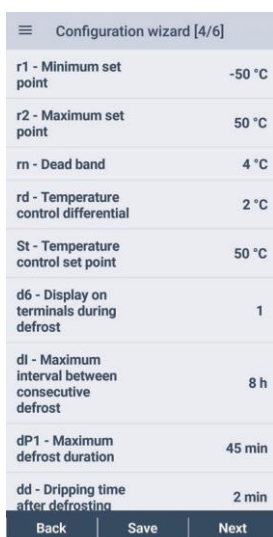 Configuration wizard [4/6]
r1 - Minimum set
point
-50 °C
r2 - Maximum set
point
50 °C
rn - Dead band
4 °C
rd - Temperature
control differential
2 °C
St - Temperature
control set point
50 °C
d6 - Display on
terminals during
defrost
1
dI - Maximum
interval between
consecutive
defrost
8 h
dP1 - Maximum
defrost duration
45 min
dd - Dripping time
after defrosting
2 min
Back
Save
Next